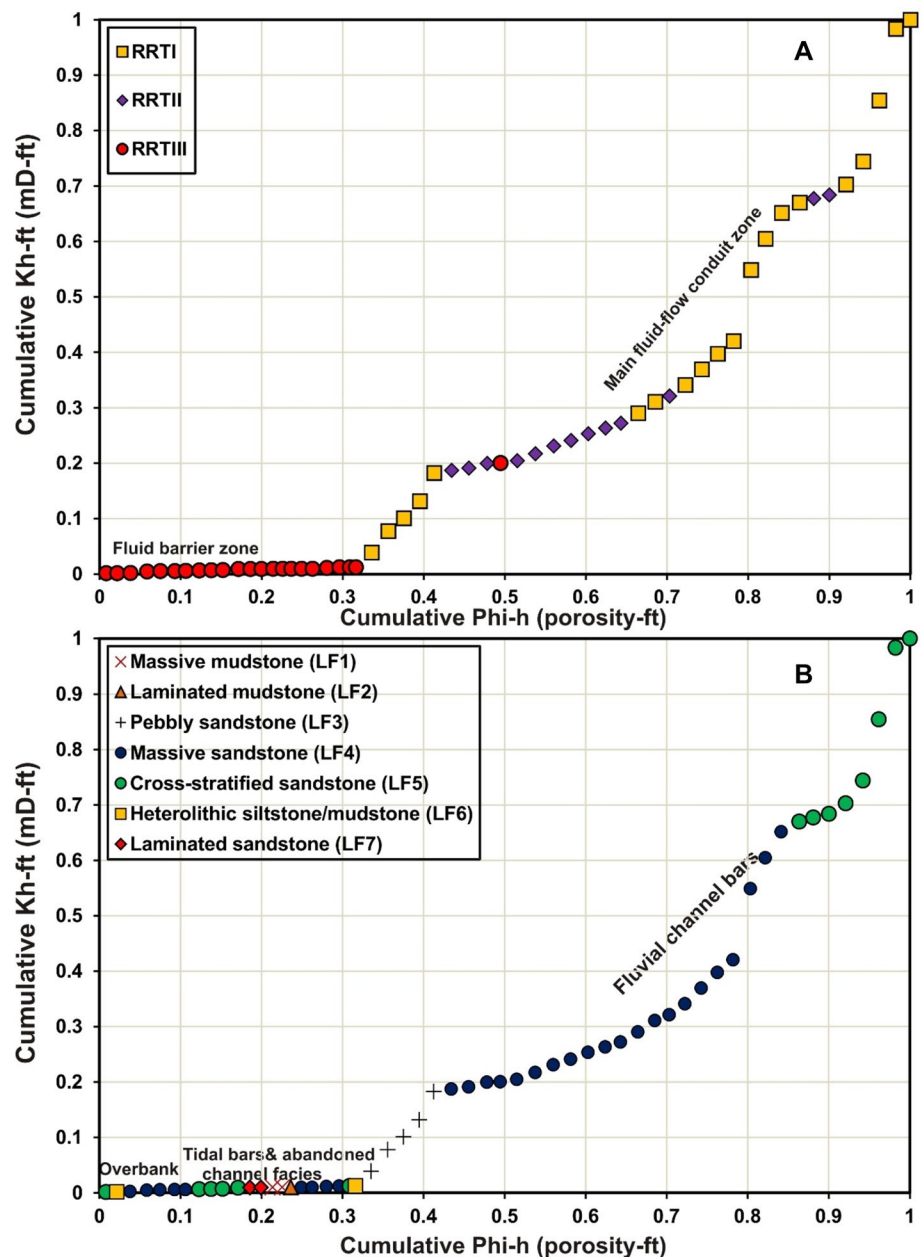 A
RRTI
RRTII
RRTIII
Cumulative Kh-ft (mD-ft)
1
0.9
0.8
0.7
0.6
0.5
0.4
0.3
0.2
0.1
0
Main fluid-flow conduit zone
Fluid barrier zone
0 0.1 0.2 0.3 0.4 0.5 0.6 0.7 0.8 0.9 1
Cumulative Phi-h (porosity-ft)
B
Massive mudstone (LF1)
Laminated mudstone (LF2)
Pebbly sandstone (LF3)
Massive sandstone (LF4)
Cross-stratified sandstone (LF5)
Heterolithic siltstone/mudstone (LF6)
Laminated sandstone (LF7)
Cumulative Kh-ft (mD-ft)
1
0.9
0.8
0.7
0.6
0.5
0.4
0.3
0.2
0.1
0
Fluvial channel bars
Overbank
Tidal bars& abandoned
channel facies
0 0.1 0.2 0.3 0.4 0.5 0.6 0.7 0.8 0.9 1
Cumulative Phi-h (porosity-ft)